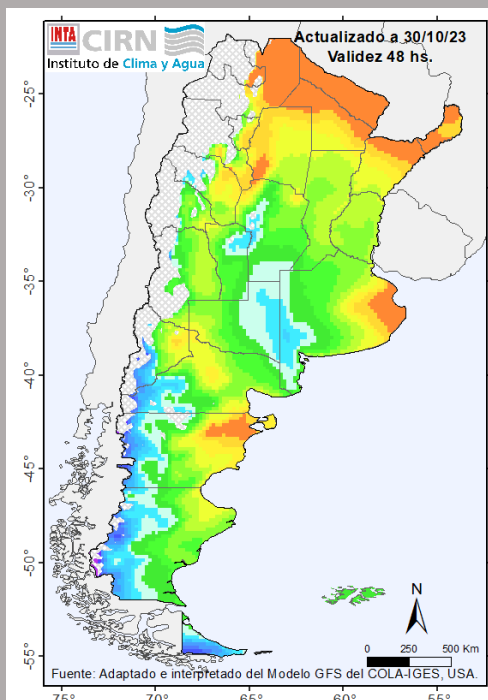 INTA CIRN
Instituto de Clima y Agua
Actualizado a 30/10/23
Validez 48 hs.
-25°
-30°
-35°
-40°
-45°
-50°
-55°
N
0 250 500 Km
Fuente: Adaptado e interpretado del Modelo GFS del COLA-IGES, USA.
-75° -70° -65° -60° -55°